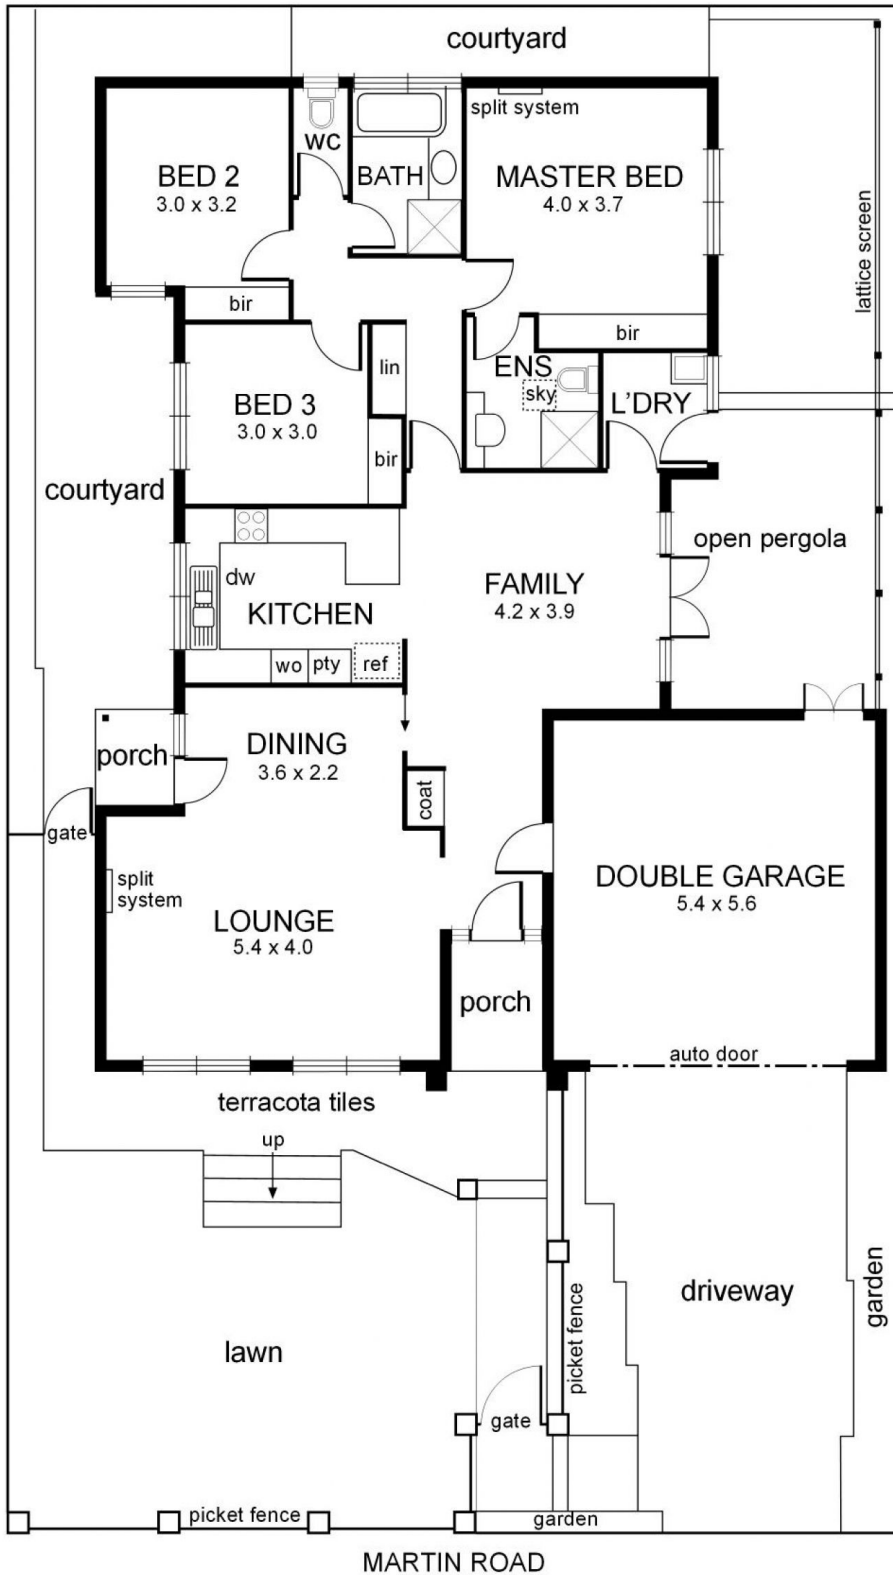 courtyard
split system
WC
BED 2
3.0 x 3.2
BATH
MASTER BED
4.0 x 3.7
lattice screen
bir
bir
lin
ENS
sky
L'DRY
BED 3
3.0 x 3.0
bir
courtyard
open pergola
dw
FAMILY
4.2 x 3.9
KITCHEN
wo
pty
ref
porch
DINING
3.6 x 2.2
coat
gate
split
system
DOUBLE GARAGE
5.4 x 5.6
LOUNGE
5.4 x 4.0
porch
auto door
terracota tiles
up
driveway
garden
picket fence
lawn
gate
picket fence
garden
MARTIN ROAD